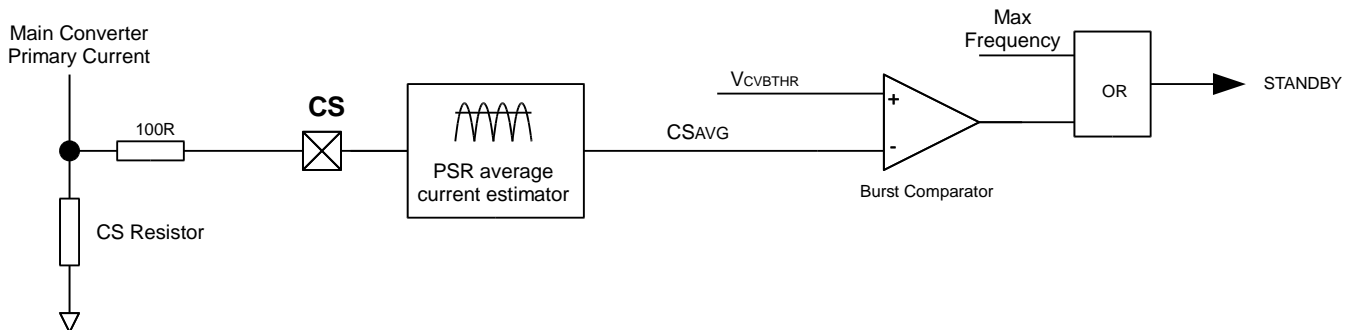 Main Converter
Primary Current
100R
CS
CS Resistor
PSR average
current estimator
VCVBTHR
CSAVG
+
-
Burst Comparator
Max
Frequency
OR
STANDBY